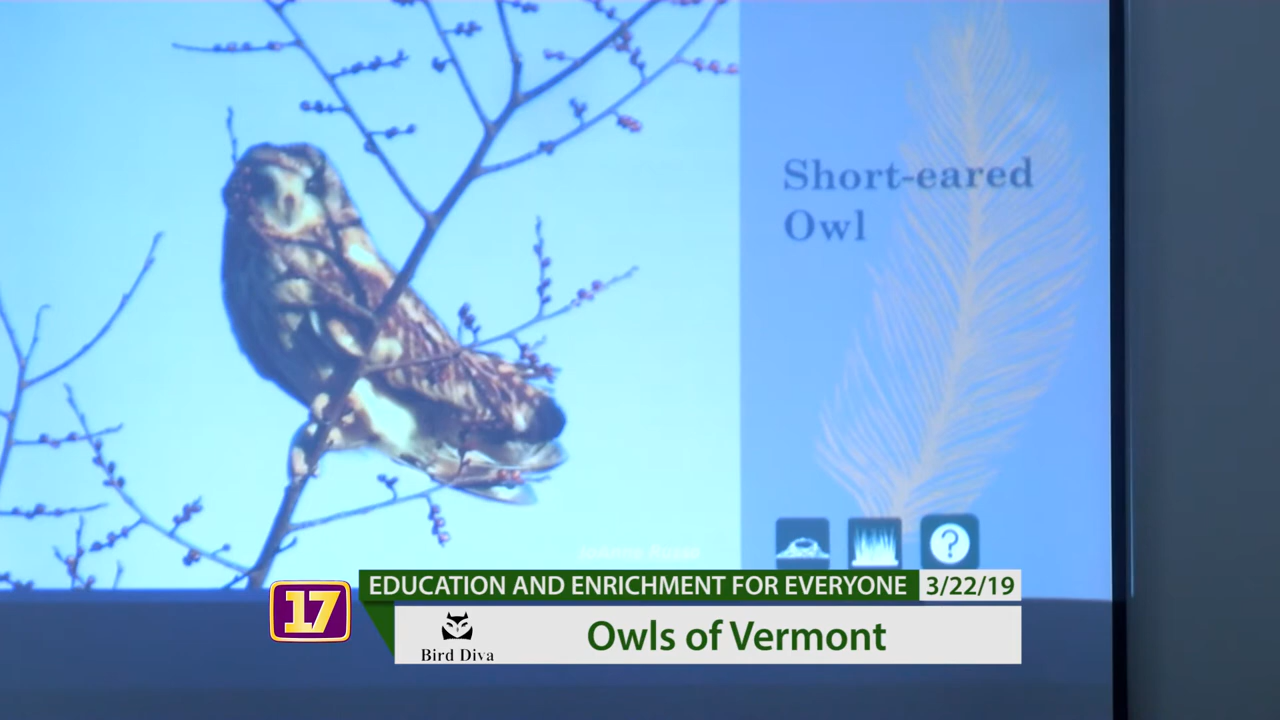 Short-eared
Owl
?
17
EDUCATION AND ENRICHMENT FOR EVERYONE 3/22/19
Bird Diva
Owls of Vermont